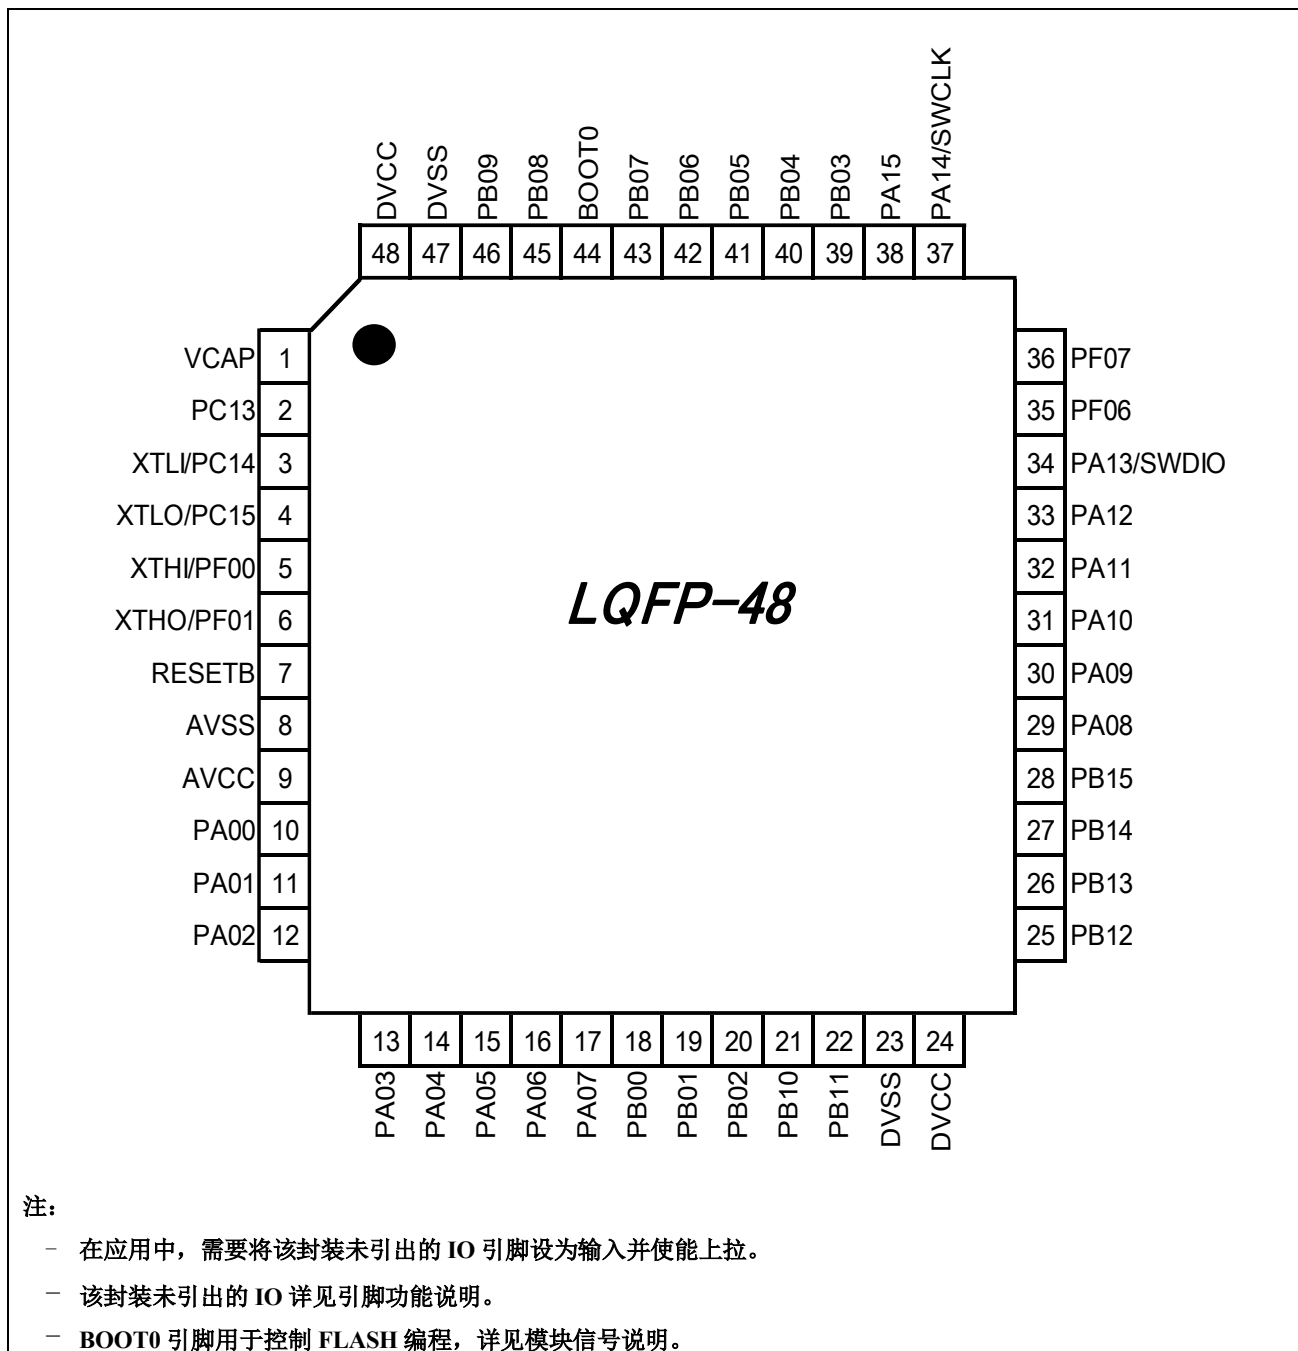 DVCC
DVSS
PB09
PB08
BOOT0
PB07
PB06
PB05
PB04
PB03
PA15
PA14/SWCLK
48 47 46 45 44 43 42 41 40 39 38 37
VCAP 1
PC13 2
XTLI/PC14 3
XTLO/PC15 4
XTHI/PF00 5
XTHO/PF01 6
RESETB 7
AVSS 8
AVCC 9
PA00 10
PA01 11
PA02 12
LQFP-48
36 PF07
35 PF06
34 PA13/SWDIO
33 PA12
32 PA11
31 PA10
30 PA09
29 PA08
28 PB15
27 PB14
26 PB13
25 PB12
13 14 15 16 17 18 19 20 21 22 23 24
PA03
PA04
PA05
PA06
PA07
PB00
PB01
PB02
PB10
PB11
DVSS
DVCC
注：
– 在应用中，需要将该封装未引出的 IO 引脚设为输入并使能上拉。
– 该封装未引出的 IO 详见引脚功能说明。
– BOOT0 引脚用于控制 FLASH 编程，详见模块信号说明。